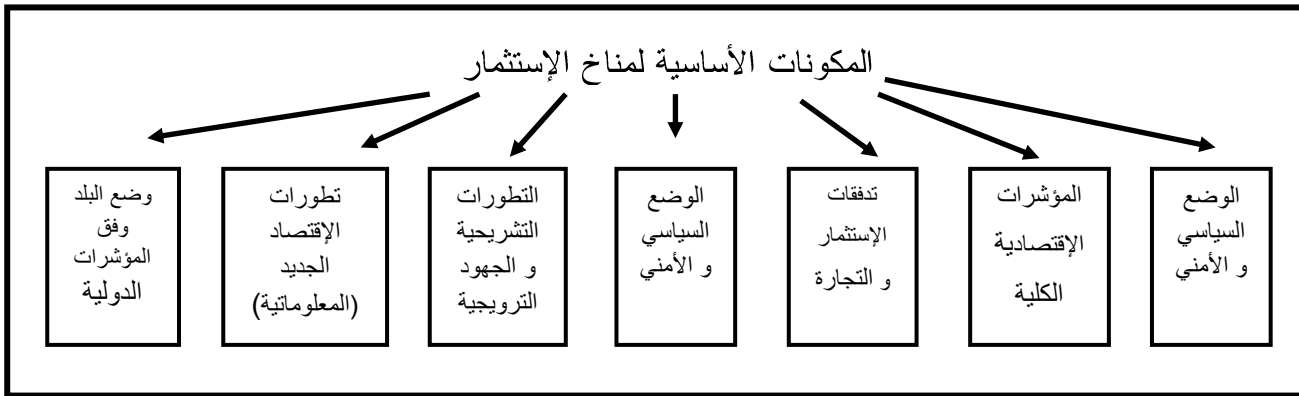 المكونات الأساسية لمناخ الإستثمار
الوضع
السياسي
و الأمني
المؤشرات
الإقتصادية
الكلية
تدفقات
الإستثمار
و التجارة
الوضع
السياسي
و الأمني
التطورات
التشريحية
و الجهود
الترويجية
تطورات
الإقتصاد
الجديد
(المعلوماتية)
وضع البلد
وفق
المؤشرات
الدولية